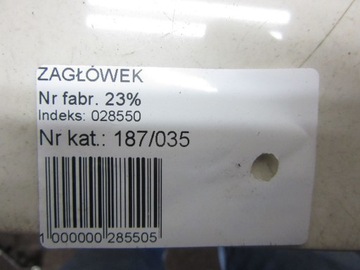 ZAGŁÓWEK
Nr fabr. 23%
Indeks: 028550
Nr kat.: 187/035
1 000000 285505